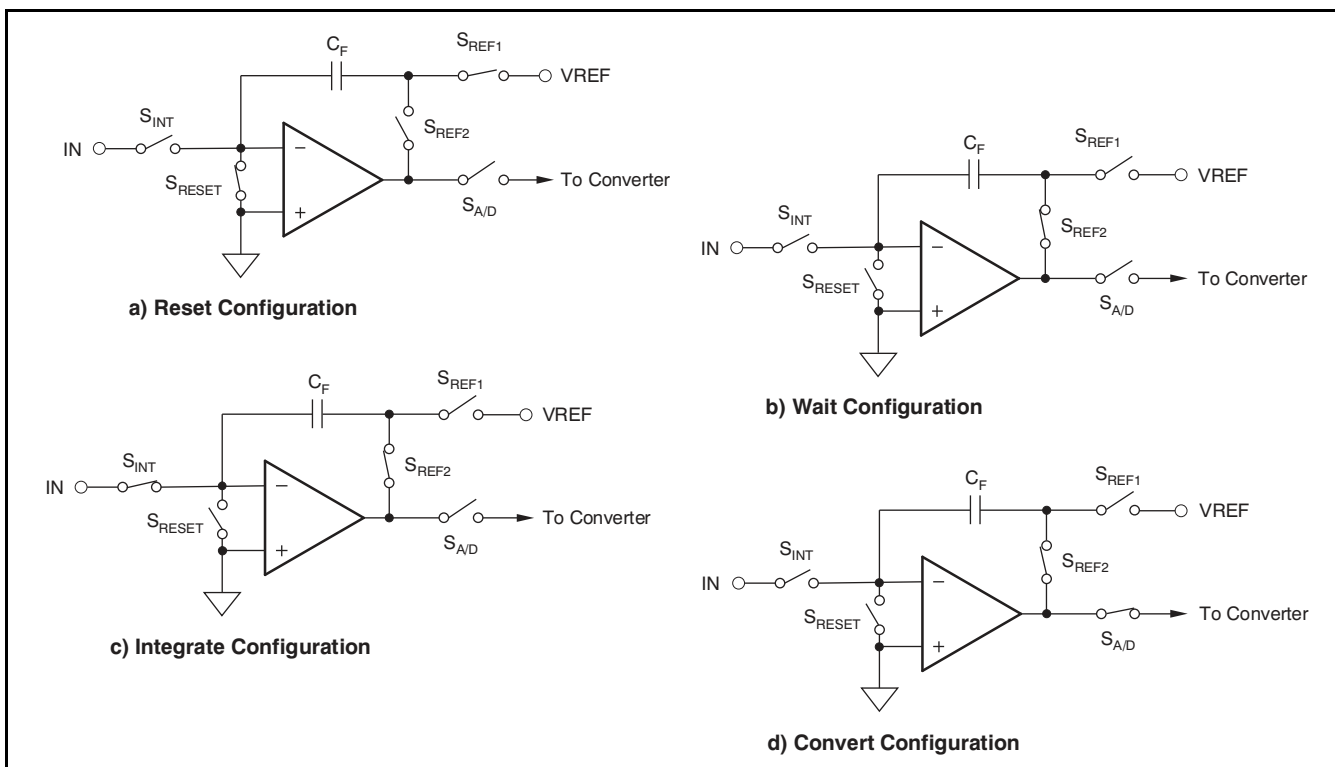 C_F
S_REF1
VREF
S_INT
IN
S_REF2
S_RESET
−
+
To Converter
S_A/D
a) Reset Configuration
C_F
S_REF1
VREF
S_INT
IN
S_REF2
S_RESET
−
+
To Converter
S_A/D
b) Wait Configuration
C_F
S_REF1
VREF
S_INT
IN
S_REF2
S_RESET
−
+
To Converter
S_A/D
c) Integrate Configuration
C_F
S_REF1
VREF
S_INT
IN
S_REF2
S_RESET
−
+
To Converter
S_A/D
d) Convert Configuration